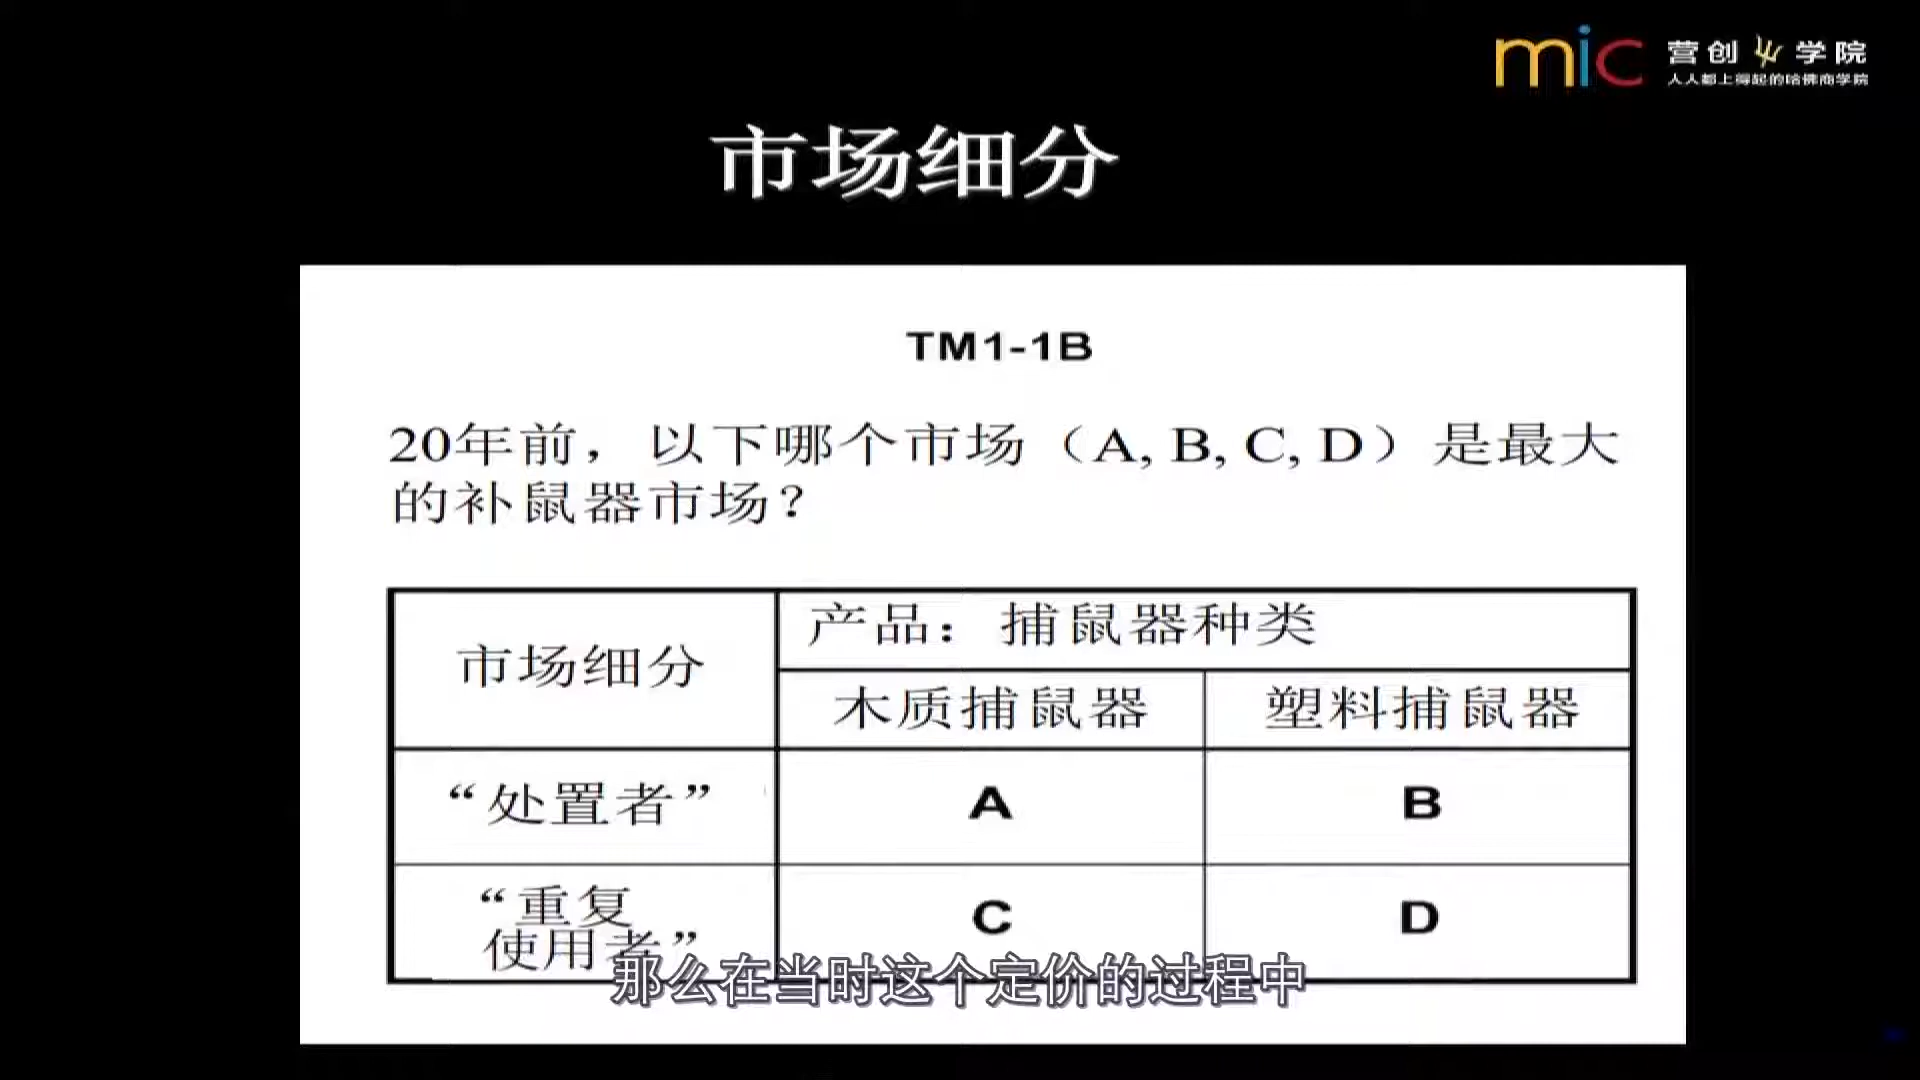 mic 营创 学院
人人都上得起的哈佛商学院
市场细分
TM1-1B
20年前，以下哪个市场（A, B, C, D）是最大
的补鼠器市场？
市场细分
产品：捕鼠器种类
木质捕鼠器
塑料捕鼠器
“处置者”
A
B
“重复
使用者”
C
D
那么在当时这个定价的过程中